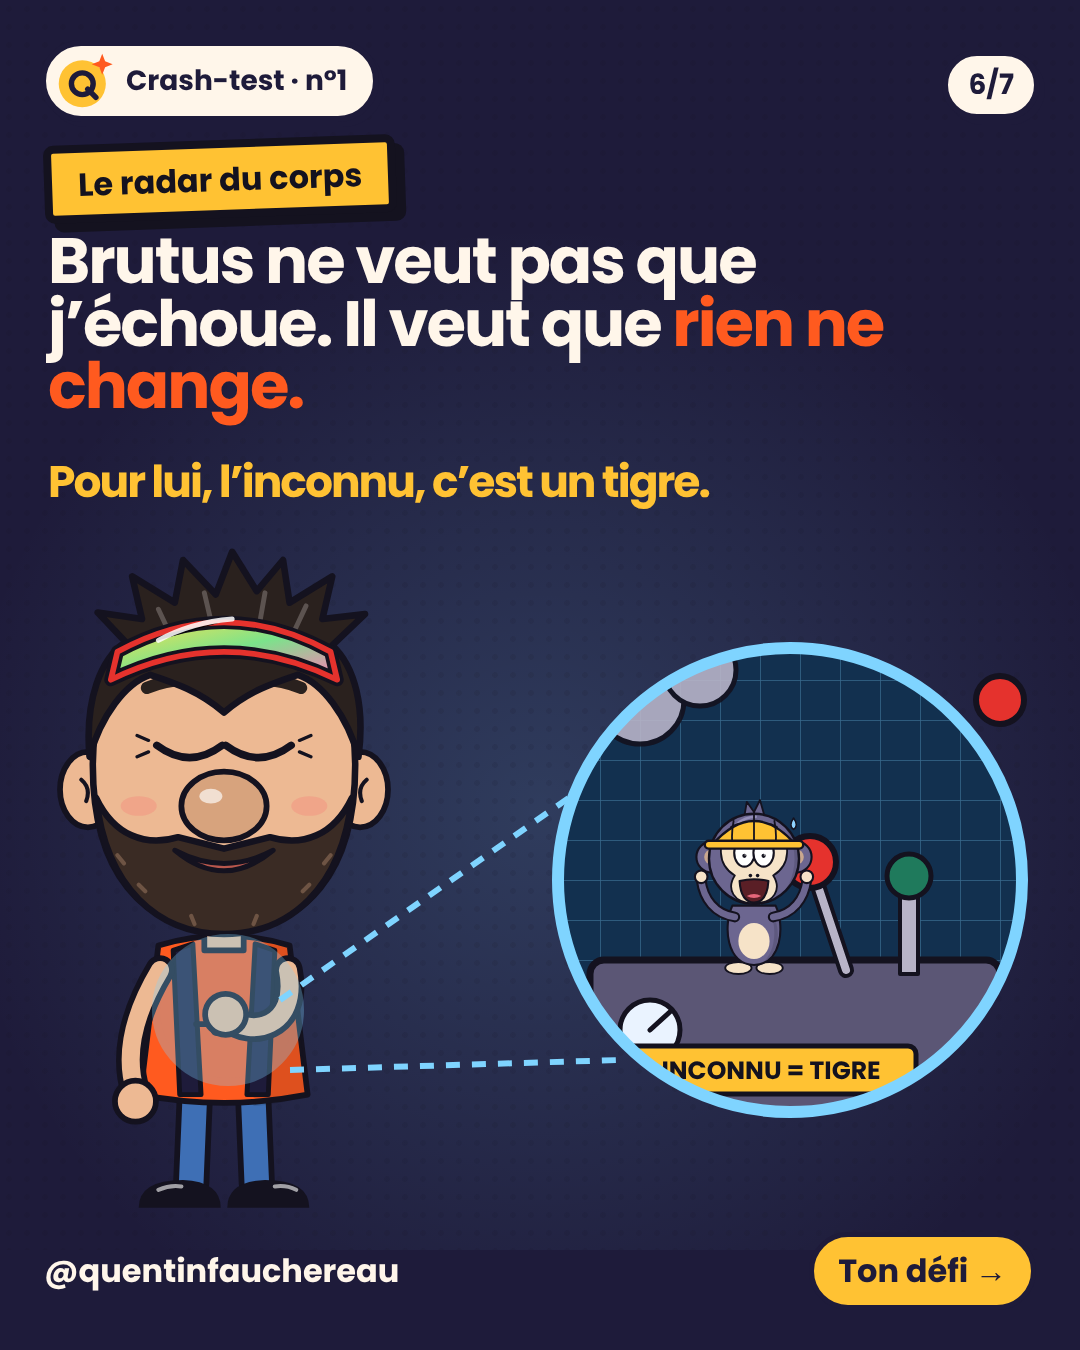 Q Crash-test · n°1
6/7
Le radar du corps
Brutus ne veut pas que
j’échoue. Il veut que rien ne
change.
Pour lui, l’inconnu, c’est un tigre.
INCONNU = TIGRE
@quentinfauchereau
Ton défi →